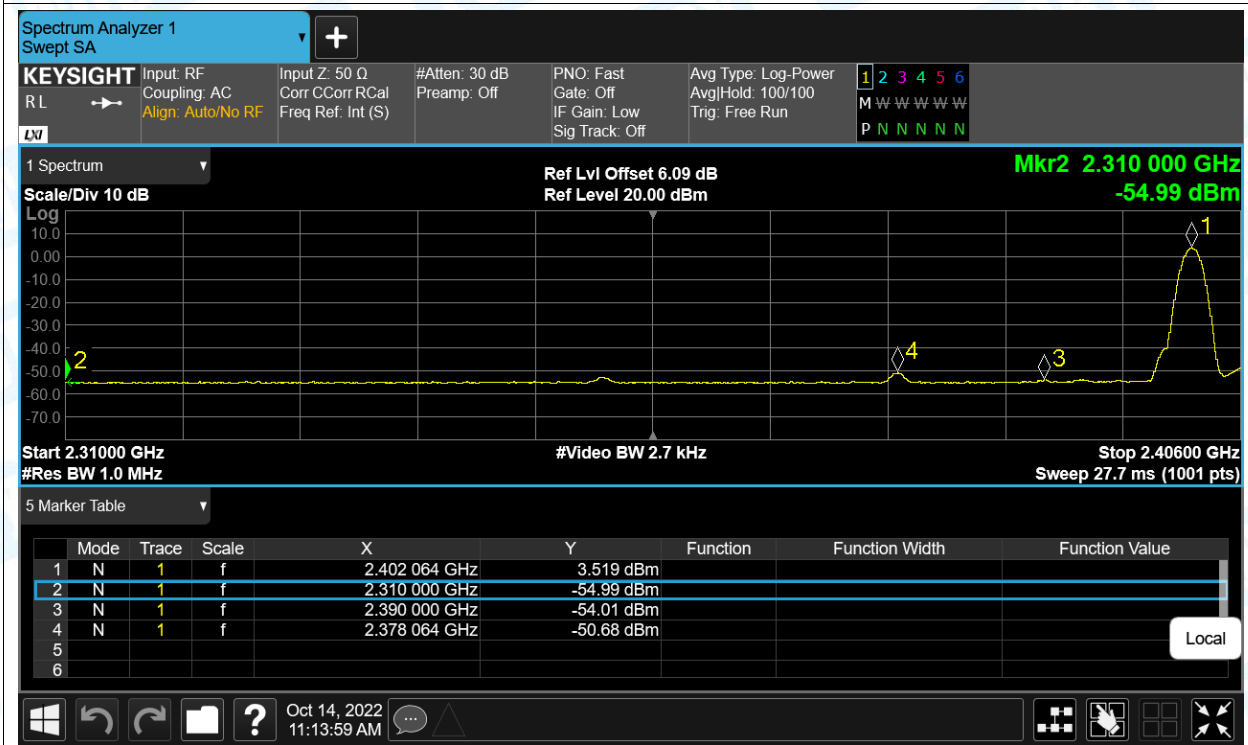 Spectrum Analyzer 1
Swept SA
KEYSIGHT Input: RF Input Z: 50 Ω #Atten: 30 dB PNO: Fast Avg Type: Log-Power 1 2 3 4 5 6
R L Coupling: AC Corr CCorr RCal Preamp: Off Gate: Off Avg|Hold: 100/100 M W W W W W
Align: Auto/No RF Freq Ref: Int (S) IF Gain: Low Trig: Free Run
LXI Sig Track: Off P N N N N N
1 Spectrum Mkr2 2.310 000 GHz
Ref Lvl Offset 6.09 dB
Scale/Div 10 dB Ref Level 20.00 dBm -54.99 dBm
Log
10.0
0.00
-10.0
-20.0
-30.0
-40.0
-50.0
-60.0
-70.0
1
2
4
3
Start 2.31000 GHz #Video BW 2.7 kHz Stop 2.40600 GHz
#Res BW 1.0 MHz Sweep 27.7 ms (1001 pts)
5 Marker Table
Mode Trace Scale X Y Function Function Width Function Value
1 N 1 f 2.402 064 GHz 3.519 dBm
2 N 1 f 2.310 000 GHz -54.99 dBm
3 N 1 f 2.390 000 GHz -54.01 dBm
4 N 1 f 2.378 064 GHz -50.68 dBm
5
6
Local
? Oct 14, 2022
11:13:59 AM